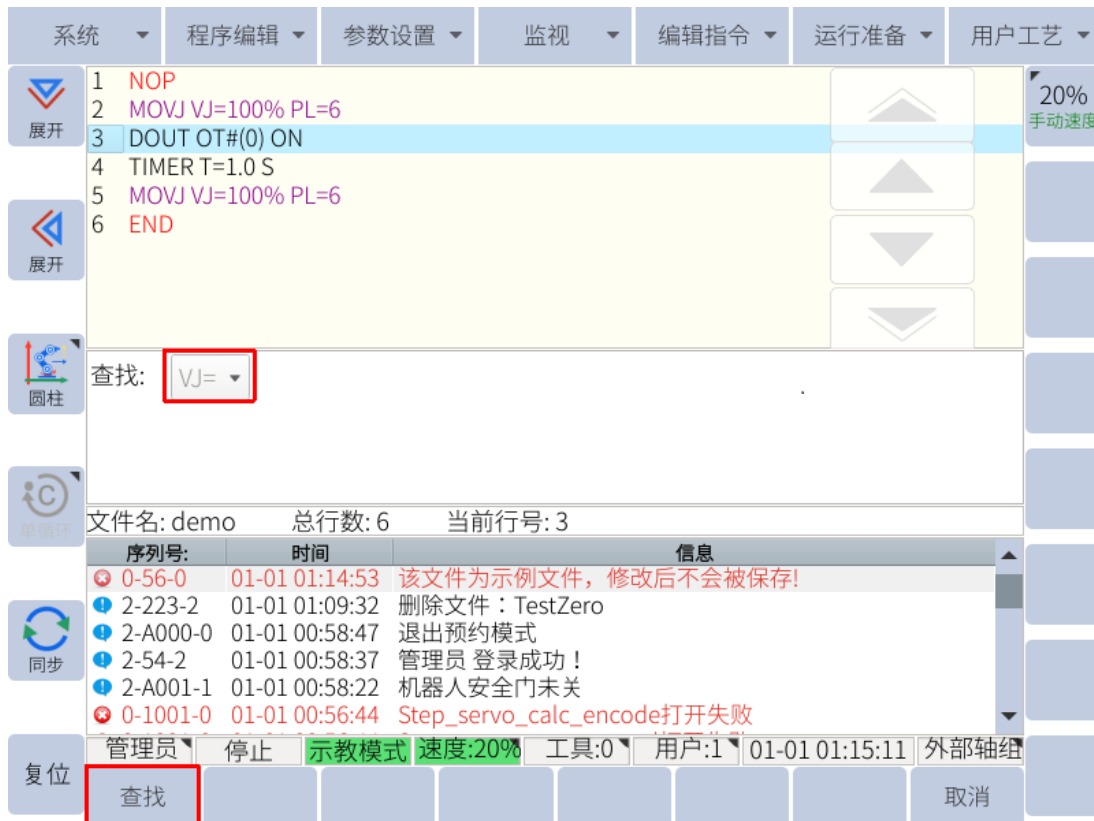 系统 程序编辑 参数设置 监视 编辑指令 运行准备 用户工艺
展开
展开
圆柱
单循环
同步
复位
20%
手动速度
1 NOP
2 MOVJ VJ=100% PL=6
3 DOUT OT#(0) ON
4 TIMER T=1.0 S
5 MOVJ VJ=100% PL=6
6 END
查找: VJ=
文件名: demo 总行数: 6 当前行号: 3
序列号: 时间 信息
0-56-0 01-01 01:14:53 该文件为示例文件，修改后不会被保存!
2-223-2 01-01 01:09:32 删除文件：TestZero
2-A000-0 01-01 00:58:47 退出预约模式
2-54-2 01-01 00:58:37 管理员 登录成功！
2-A001-1 01-01 00:58:22 机器人安全门未关
0-1001-0 01-01 00:56:44 Step_servo_calc_encode打开失败
管理员 停止 示教模式 速度:20% 工具:0 用户:1 01-01 01:15:11 外部轴组
查找 取消